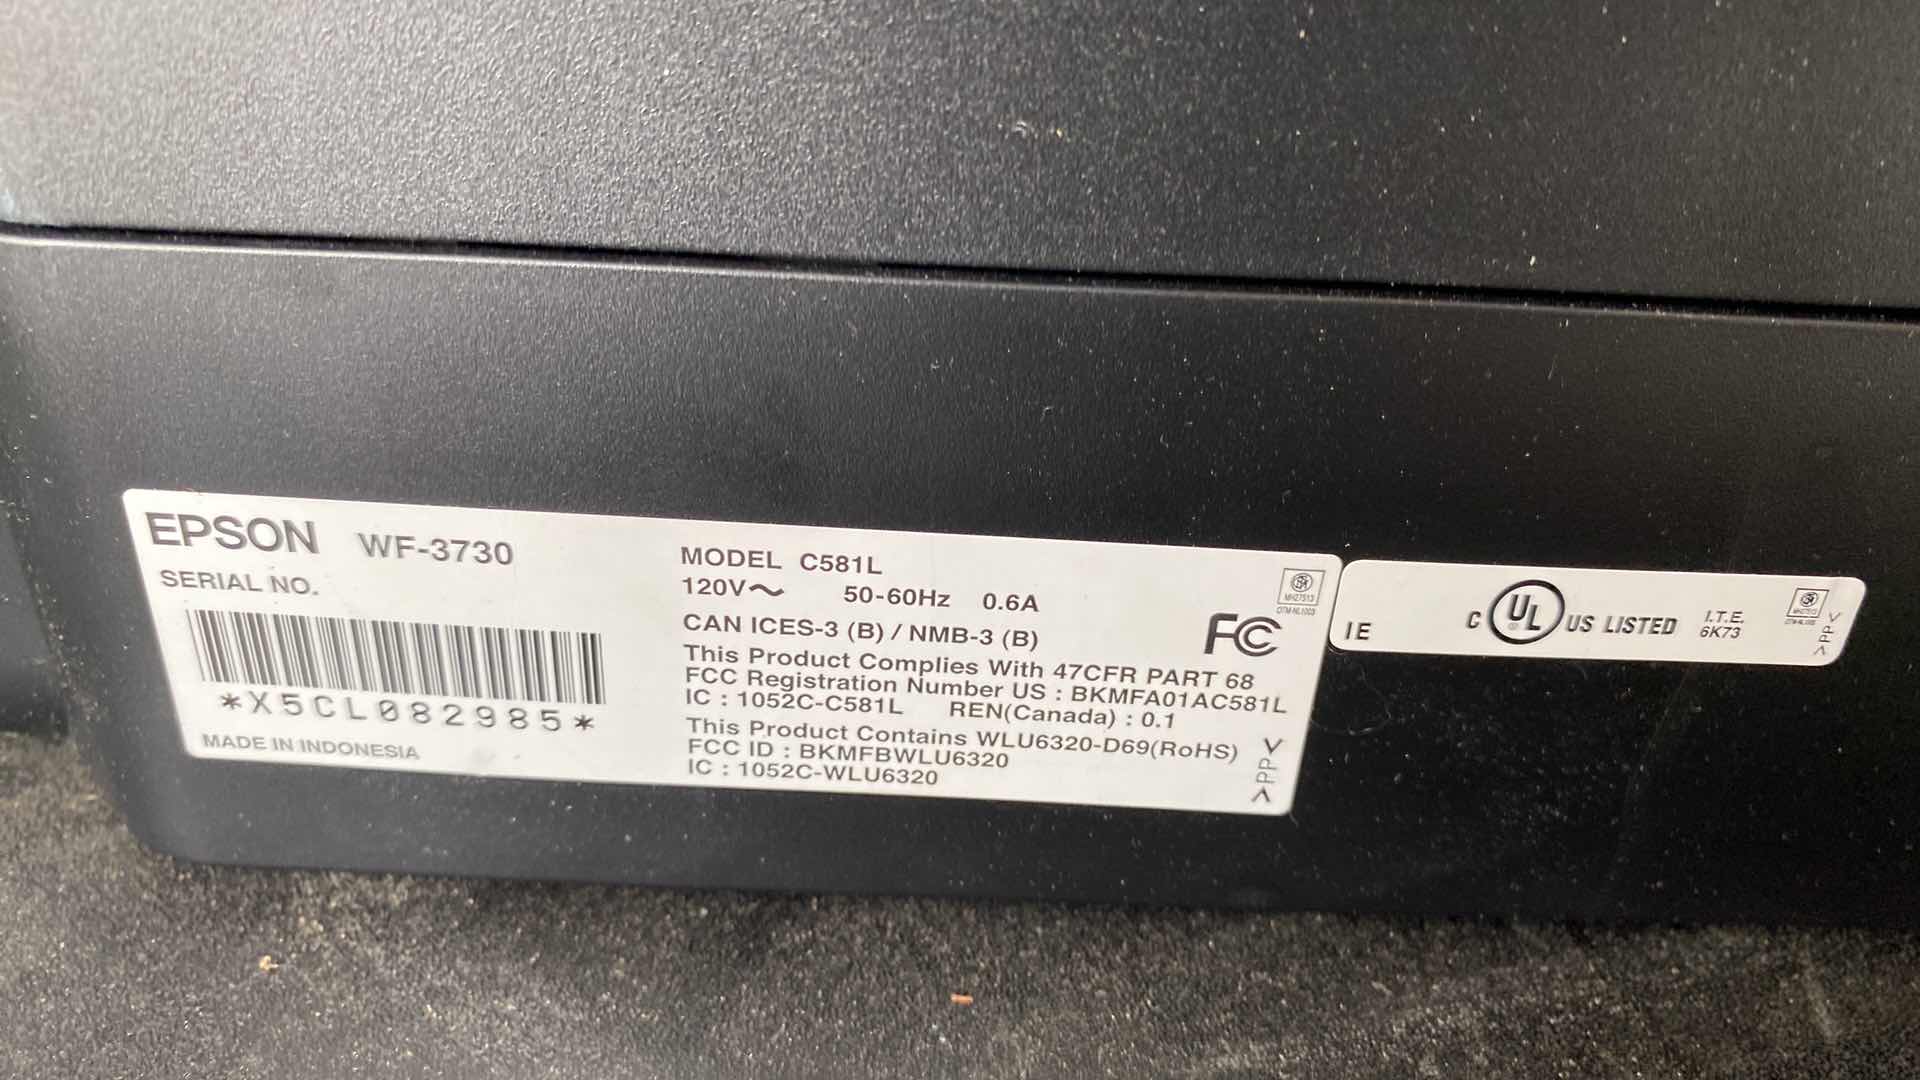 EPSON WF-3730
SERIAL NO.
*X5CL082985*
MADE IN INDONESIA
MODEL C581L
120V～ 50-60Hz 0.6A
CAN ICES-3 (B) / NMB-3 (B)
This Product Complies With 47CFR PART 68
FCC Registration Number US : BKMFA01AC581L
IC : 1052C-C581L REN(Canada) : 0.1
This Product Contains WLU6320-D69(RoHS)
FCC ID : BKMFBWLU6320
IC : 1052C-WLU6320
FC
MH27513
>PPV<
IE
C UL US LISTED
I.T.E.
6K73
>PPV<